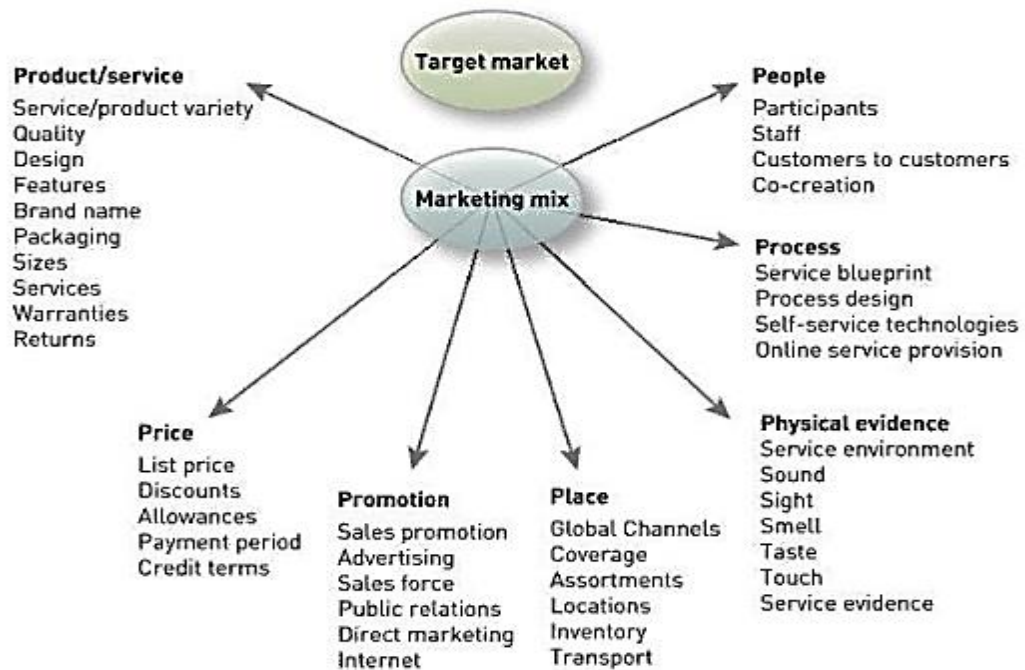 Target market
Marketing mix
Product/service
Service/product variety
Quality
Design
Features
Brand name
Packaging
Sizes
Services
Warranties
Returns
Price
List price
Discounts
Allowances
Payment period
Credit terms
Promotion
Sales promotion
Advertising
Sales force
Public relations
Direct marketing
Internet
Place
Global Channels
Coverage
Assortments
Locations
Inventory
Transport
People
Participants
Staff
Customers to customers
Co-creation
Process
Service blueprint
Process design
Self-service technologies
Online service provision
Physical evidence
Service environment
Sound
Sight
Smell
Taste
Touch
Service evidence